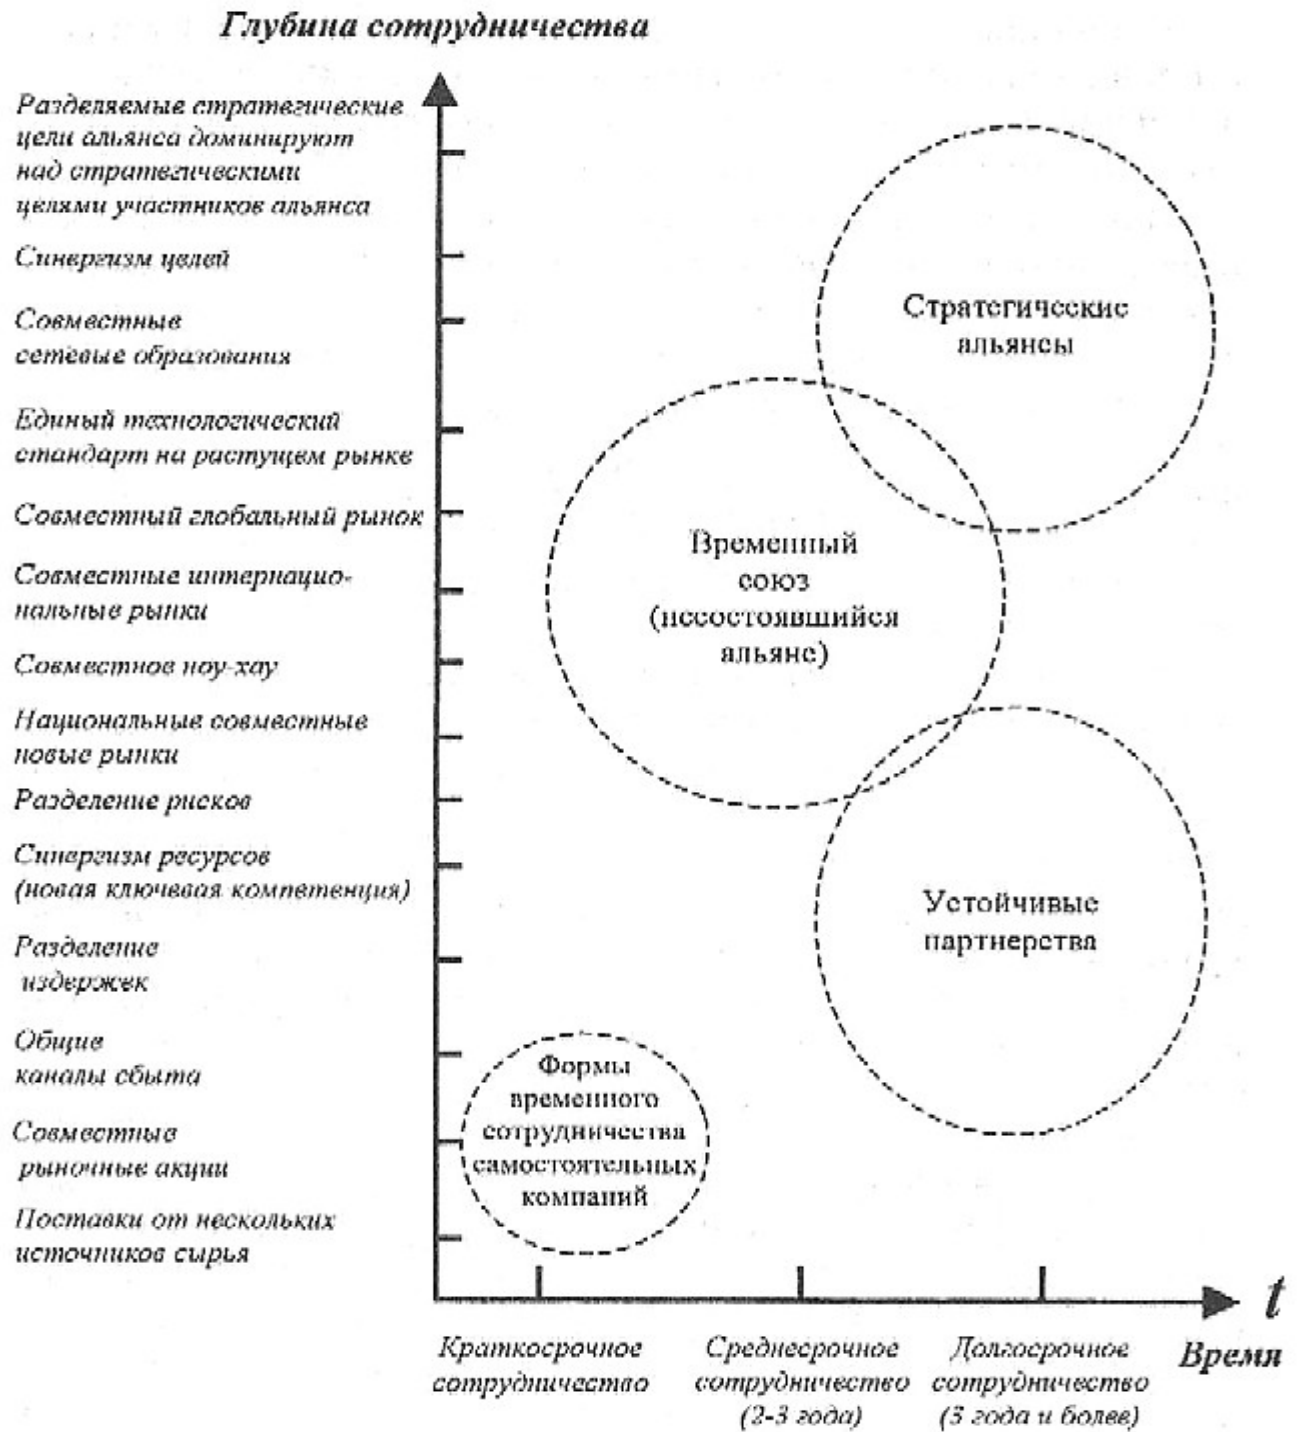 Глубина сотрудничества
Разделяемые стратегические
цели альянса доминируют
над стратегическими
целями участников альянса
Синергизм целей
Совместные
сетевые образования
Единый технологический
стандарт на растущем рынке
Совместный глобальный рынок
Совместные интернацио-
нальные рынки
Совместное ноу-хау
Национальные совместные
новые рынки
Разделение рисков
Синергизм ресурсов
(новая ключевая компетенция)
Разделение
издержек
Общие
каналы сбыта
Совместные
рыночные акции
Поставки от нескольких
источников сырья
Стратегические
альянсы
Временный
союз
(несостоявшийся
альянс)
Устойчивые
партнерства
Формы
временного
сотрудничества
самостоятельных
компаний
t
Время
Краткосрочное
сотрудничество
Среднесрочное
сотрудничество
(2-3 года)
Долгосрочное
сотрудничество
(3 года и более)